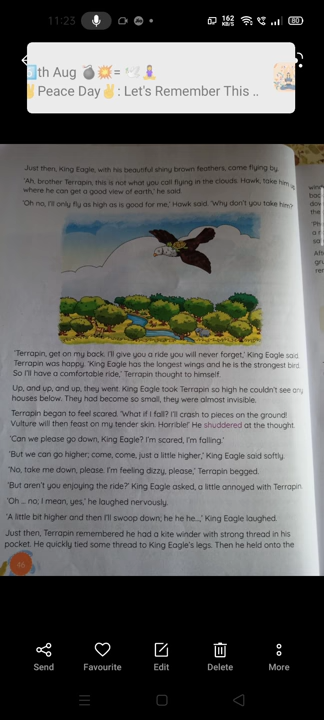 11:23
162
KB/S
80
5️⃣th Aug 💣💥= 🕊️🧘‍♀️
✌️Peace Day✌️: Let's Remember This ..
Just then, King Eagle, with his beautiful shiny brown feathers, came flying by.
'Ah, brother Terrapin, this is not what you call flying in the clouds. Hawk, take him
where he can get a good view of earth,' he said.
'Oh no, I'll only fly as high as is good for me,' Hawk said. 'Why don't you take him?'
'Terrapin, get on my back. I'll give you a ride you will never forget,' King Eagle said.
Terrapin was happy. 'King Eagle has the longest wings and he is the strongest bird.
So I'll have a comfortable ride,' Terrapin thought to himself.
Up, and up, and up, they went. King Eagle took Terrapin so high he couldn't see any
houses below. They had become so small, they were almost invisible.
Terrapin began to feel scared. 'What if I fall? I'll crash to pieces on the ground!
Vulture will then feast on my tender skin. Horrible!' He shuddered at the thought.
'Can we please go down, King Eagle? I'm scared, I'm falling.'
'But we can go higher; come, come, just a little higher,' King Eagle said softly.
'No, take me down, please. I'm feeling dizzy, please,' Terrapin begged.
'But aren't you enjoying the ride?' King Eagle asked, a little annoyed with Terrapin.
'Oh ... no; I mean, yes,' he laughed nervously.
'A little bit higher and then I'll swoop down; he he he...,' King Eagle laughed.
Just then, Terrapin remembered he had a kite winder with strong thread in his
pocket. He quickly tied some thread to King Eagle's legs. Then he held onto the
46
Send
Favourite
Edit
Delete
More